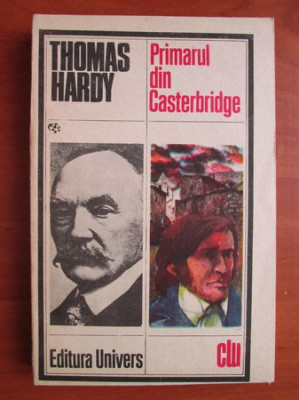 THOMAS
HARDY
Primarul
din
Casterbridge
Editura Univers
clu